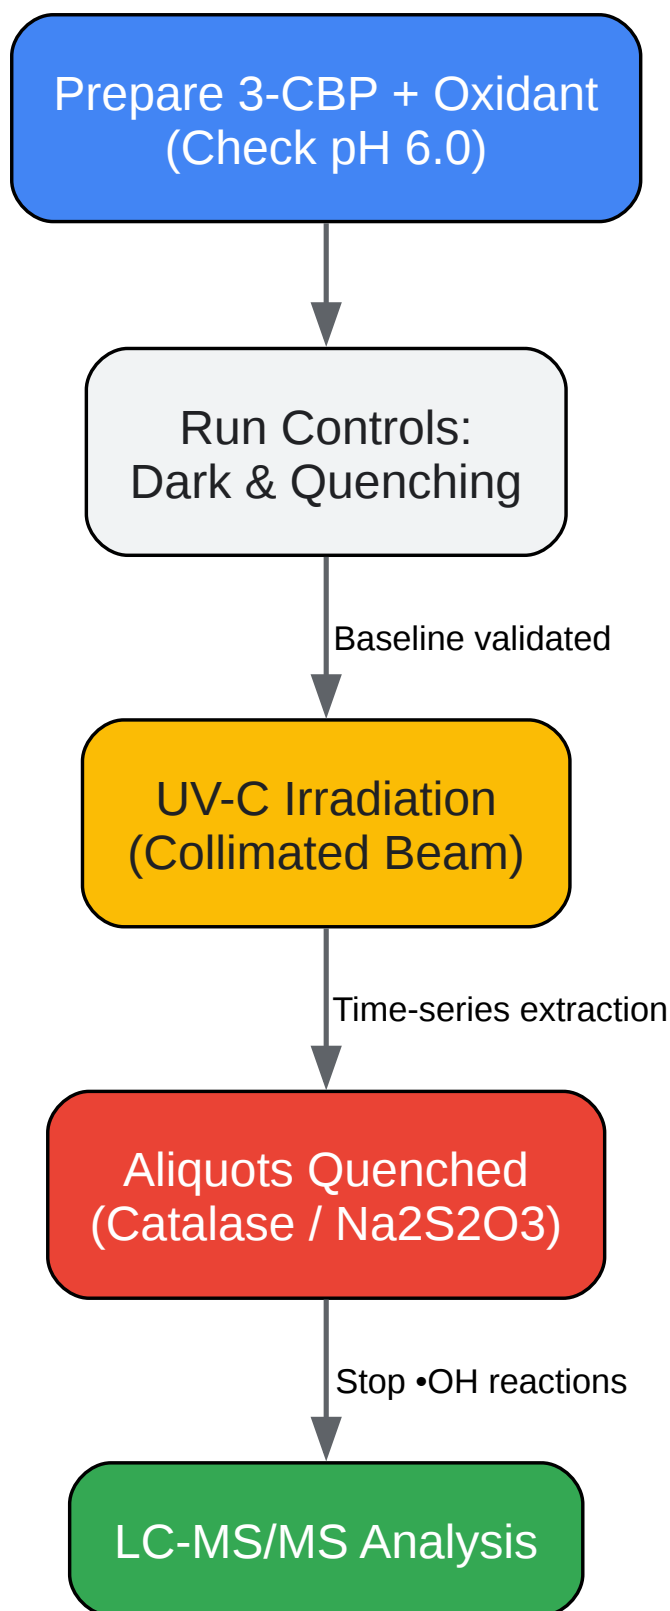 Prepare 3-CBP + Oxidant
(Check pH 6.0)
Run Controls:
Dark & Quenching
Baseline validated
UV-C Irradiation
(Collimated Beam)
Time-series extraction
Aliquots Quenched
(Catalase / Na2S2O3)
Stop •OH reactions
LC-MS/MS Analysis